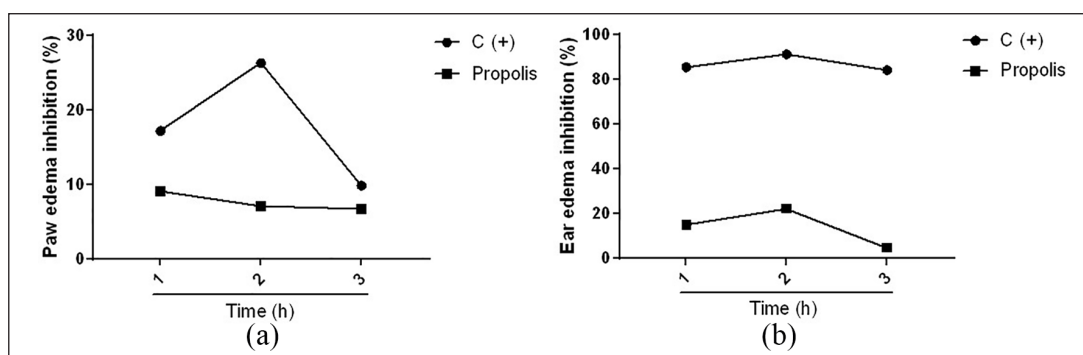 Paw edema inhibition (%)
30
20
10
0
1
2
3
Time (h)
C (+)
Propolis
(a)
Ear edema inhibition (%)
100
80
60
40
20
0
1
2
3
Time (h)
C (+)
Propolis
(b)